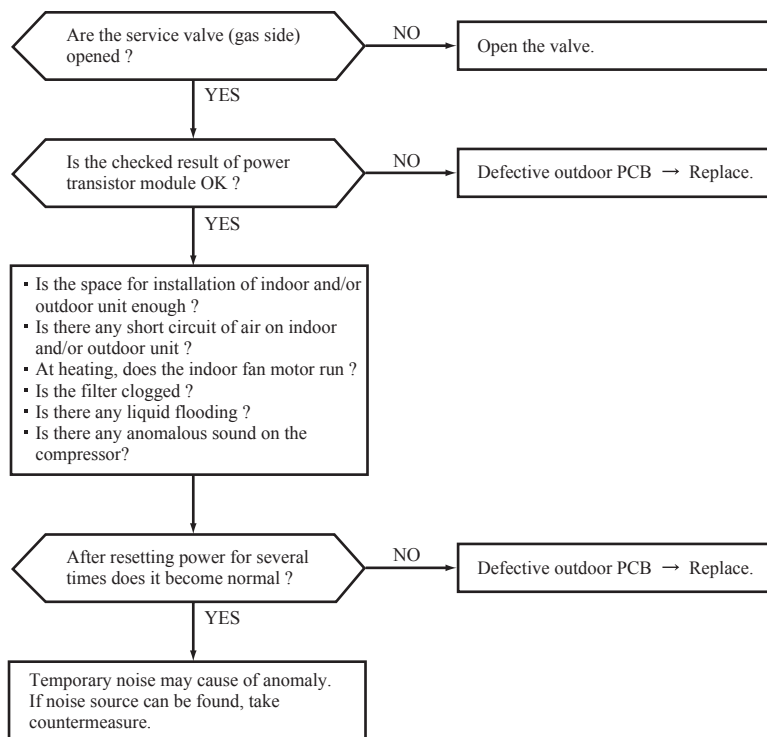 Are the service valve (gas side)
opened ?
NO
Open the valve.
YES
Is the checked result of power
transistor module OK ?
NO
Defective outdoor PCB → Replace.
YES
▪ Is the space for installation of indoor and/or
outdoor unit enough ?
▪ Is there any short circuit of air on indoor
and/or outdoor unit ?
▪ At heating, does the indoor fan motor run ?
▪ Is the filter clogged ?
▪ Is there any liquid flooding ?
▪ Is there any anomalous sound on the
compressor?
After resetting power for several
times does it become normal ?
NO
Defective outdoor PCB → Replace.
YES
Temporary noise may cause of anomaly.
If noise source can be found, take
countermeasure.